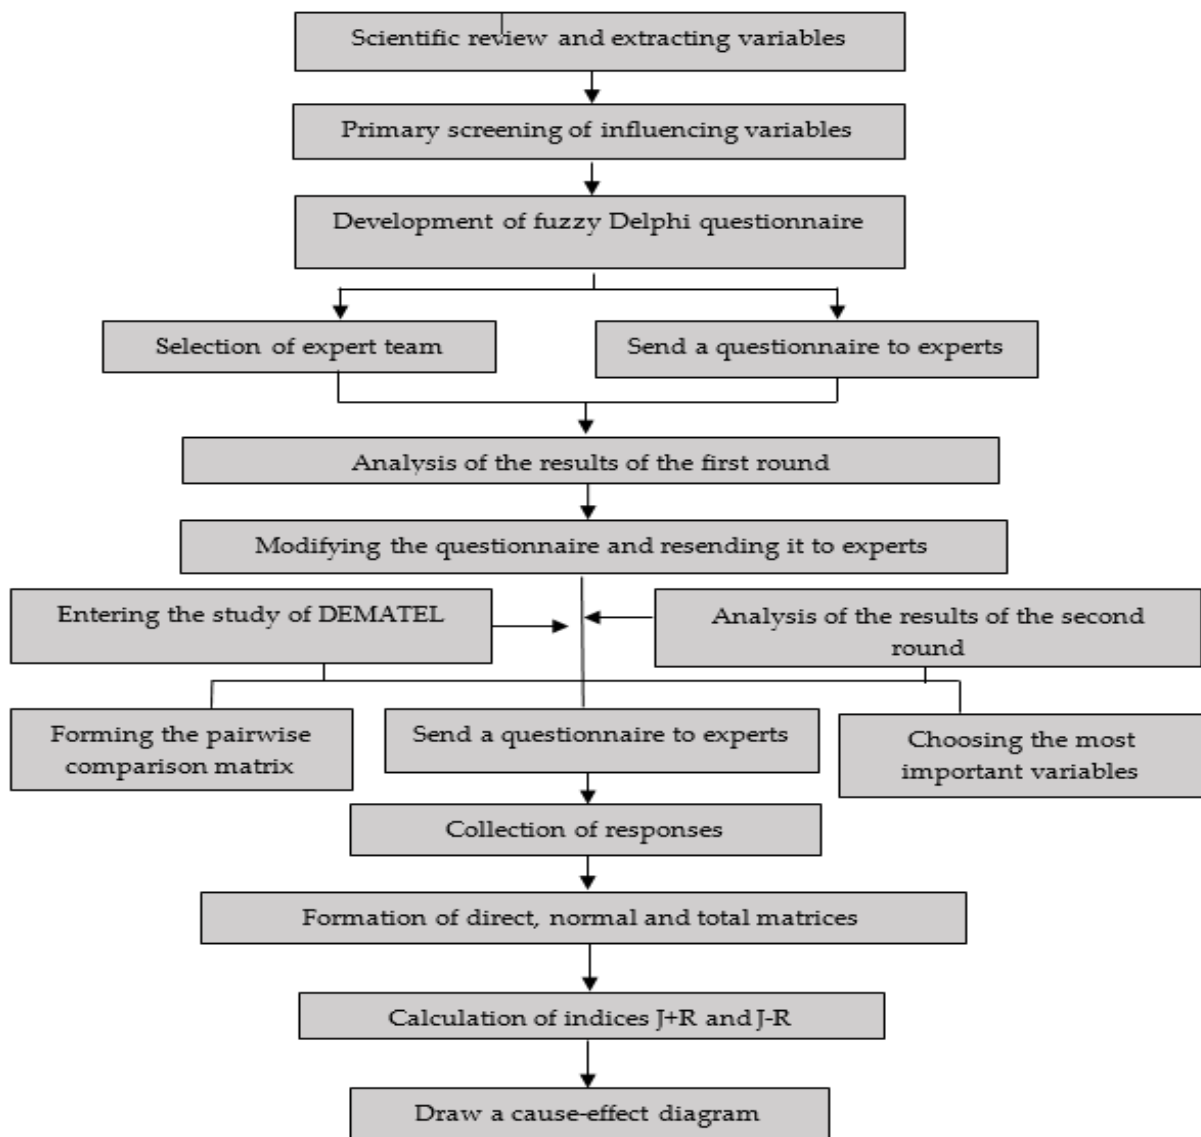 Scientific review and extracting variables
Primary screening of influencing variables
Development of fuzzy Delphi questionnaire
Selection of expert team
Send a questionnaire to experts
Analysis of the results of the first round
Modifying the questionnaire and resending it to experts
Entering the study of DEMATEL
Analysis of the results of the second
round
Forming the pairwise
comparison matrix
Send a questionnaire to experts
Choosing the most
important variables
Collection of responses
Formation of direct, normal and total matrices
Calculation of indices J+R and J-R
Draw a cause-effect diagram